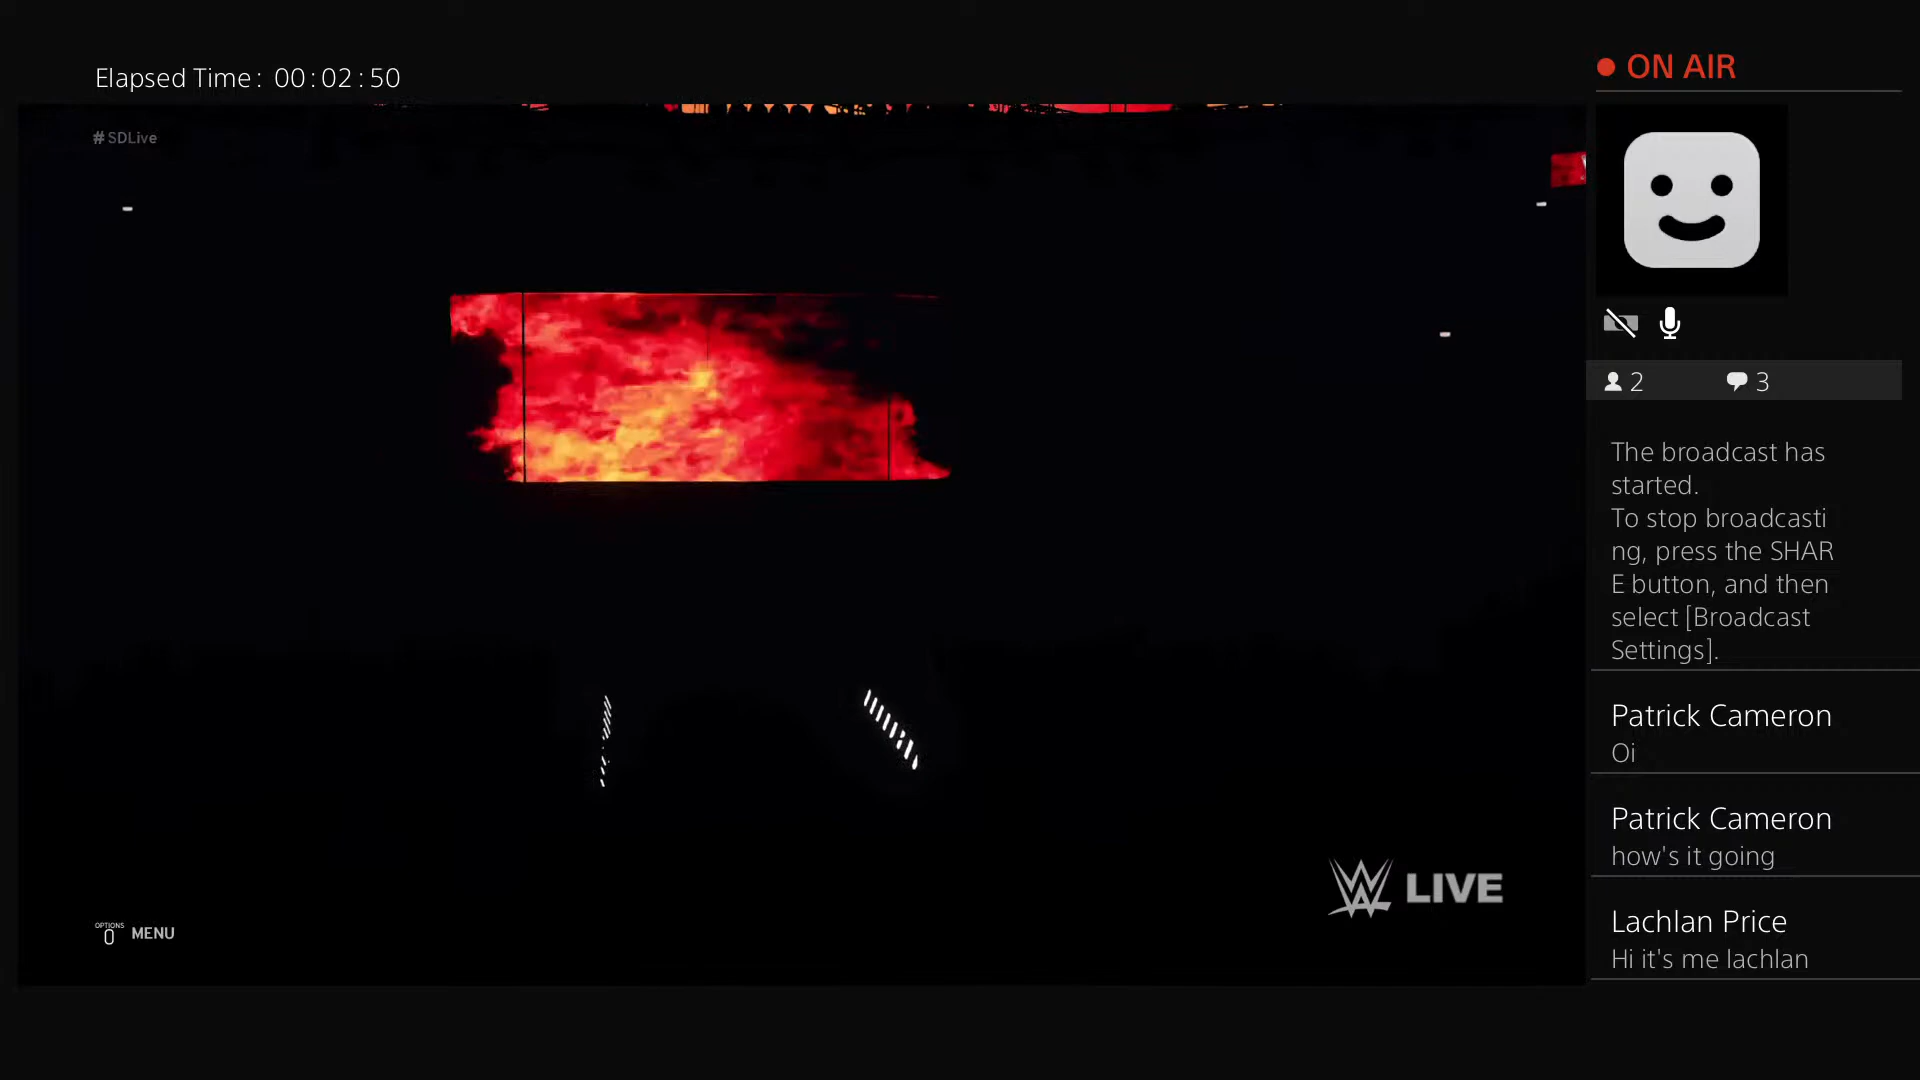 Elapsed Time: 00:02:50
ON AIR
#SDLive
2
3
The broadcast has
started.
To stop broadcasti
ng, press the SHAR
E button, and then
select [Broadcast
Settings].
Patrick Cameron
Oi
Patrick Cameron
how's it going
Lachlan Price
Hi it's me lachlan
W LIVE
OPTIONS
MENU